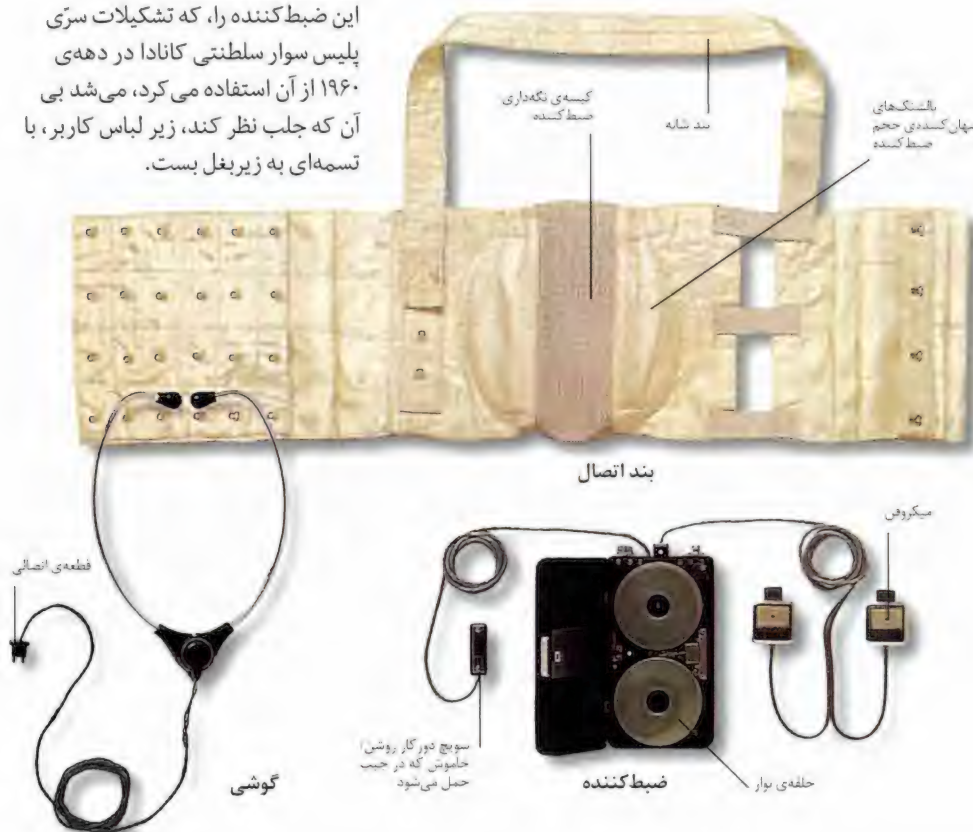 این ضبط‌کننده را، که تشکیلات سرّی
پلیس سوار سلطنتی کانادا در دهه‌ی
۱۹۶۰ از آن استفاده می‌کرد، می‌شد بی
آن که جلب نظر کند، زیر لباس کاربر، با
تسمه‌ای به زیربغل بست.
کیسه‌ی نگه‌داری
ضبط‌کننده
بند شانه
بالشتک‌های
پنهان‌کننده‌ی حجم
ضبط‌کننده
بند اتصال
میکروفن
قطعه‌ی اتصالی
سویچ دورکار روشن/
خاموش که در جیب
حمل می‌شود
گوشی
ضبط‌کننده
حلقه‌ی نوار